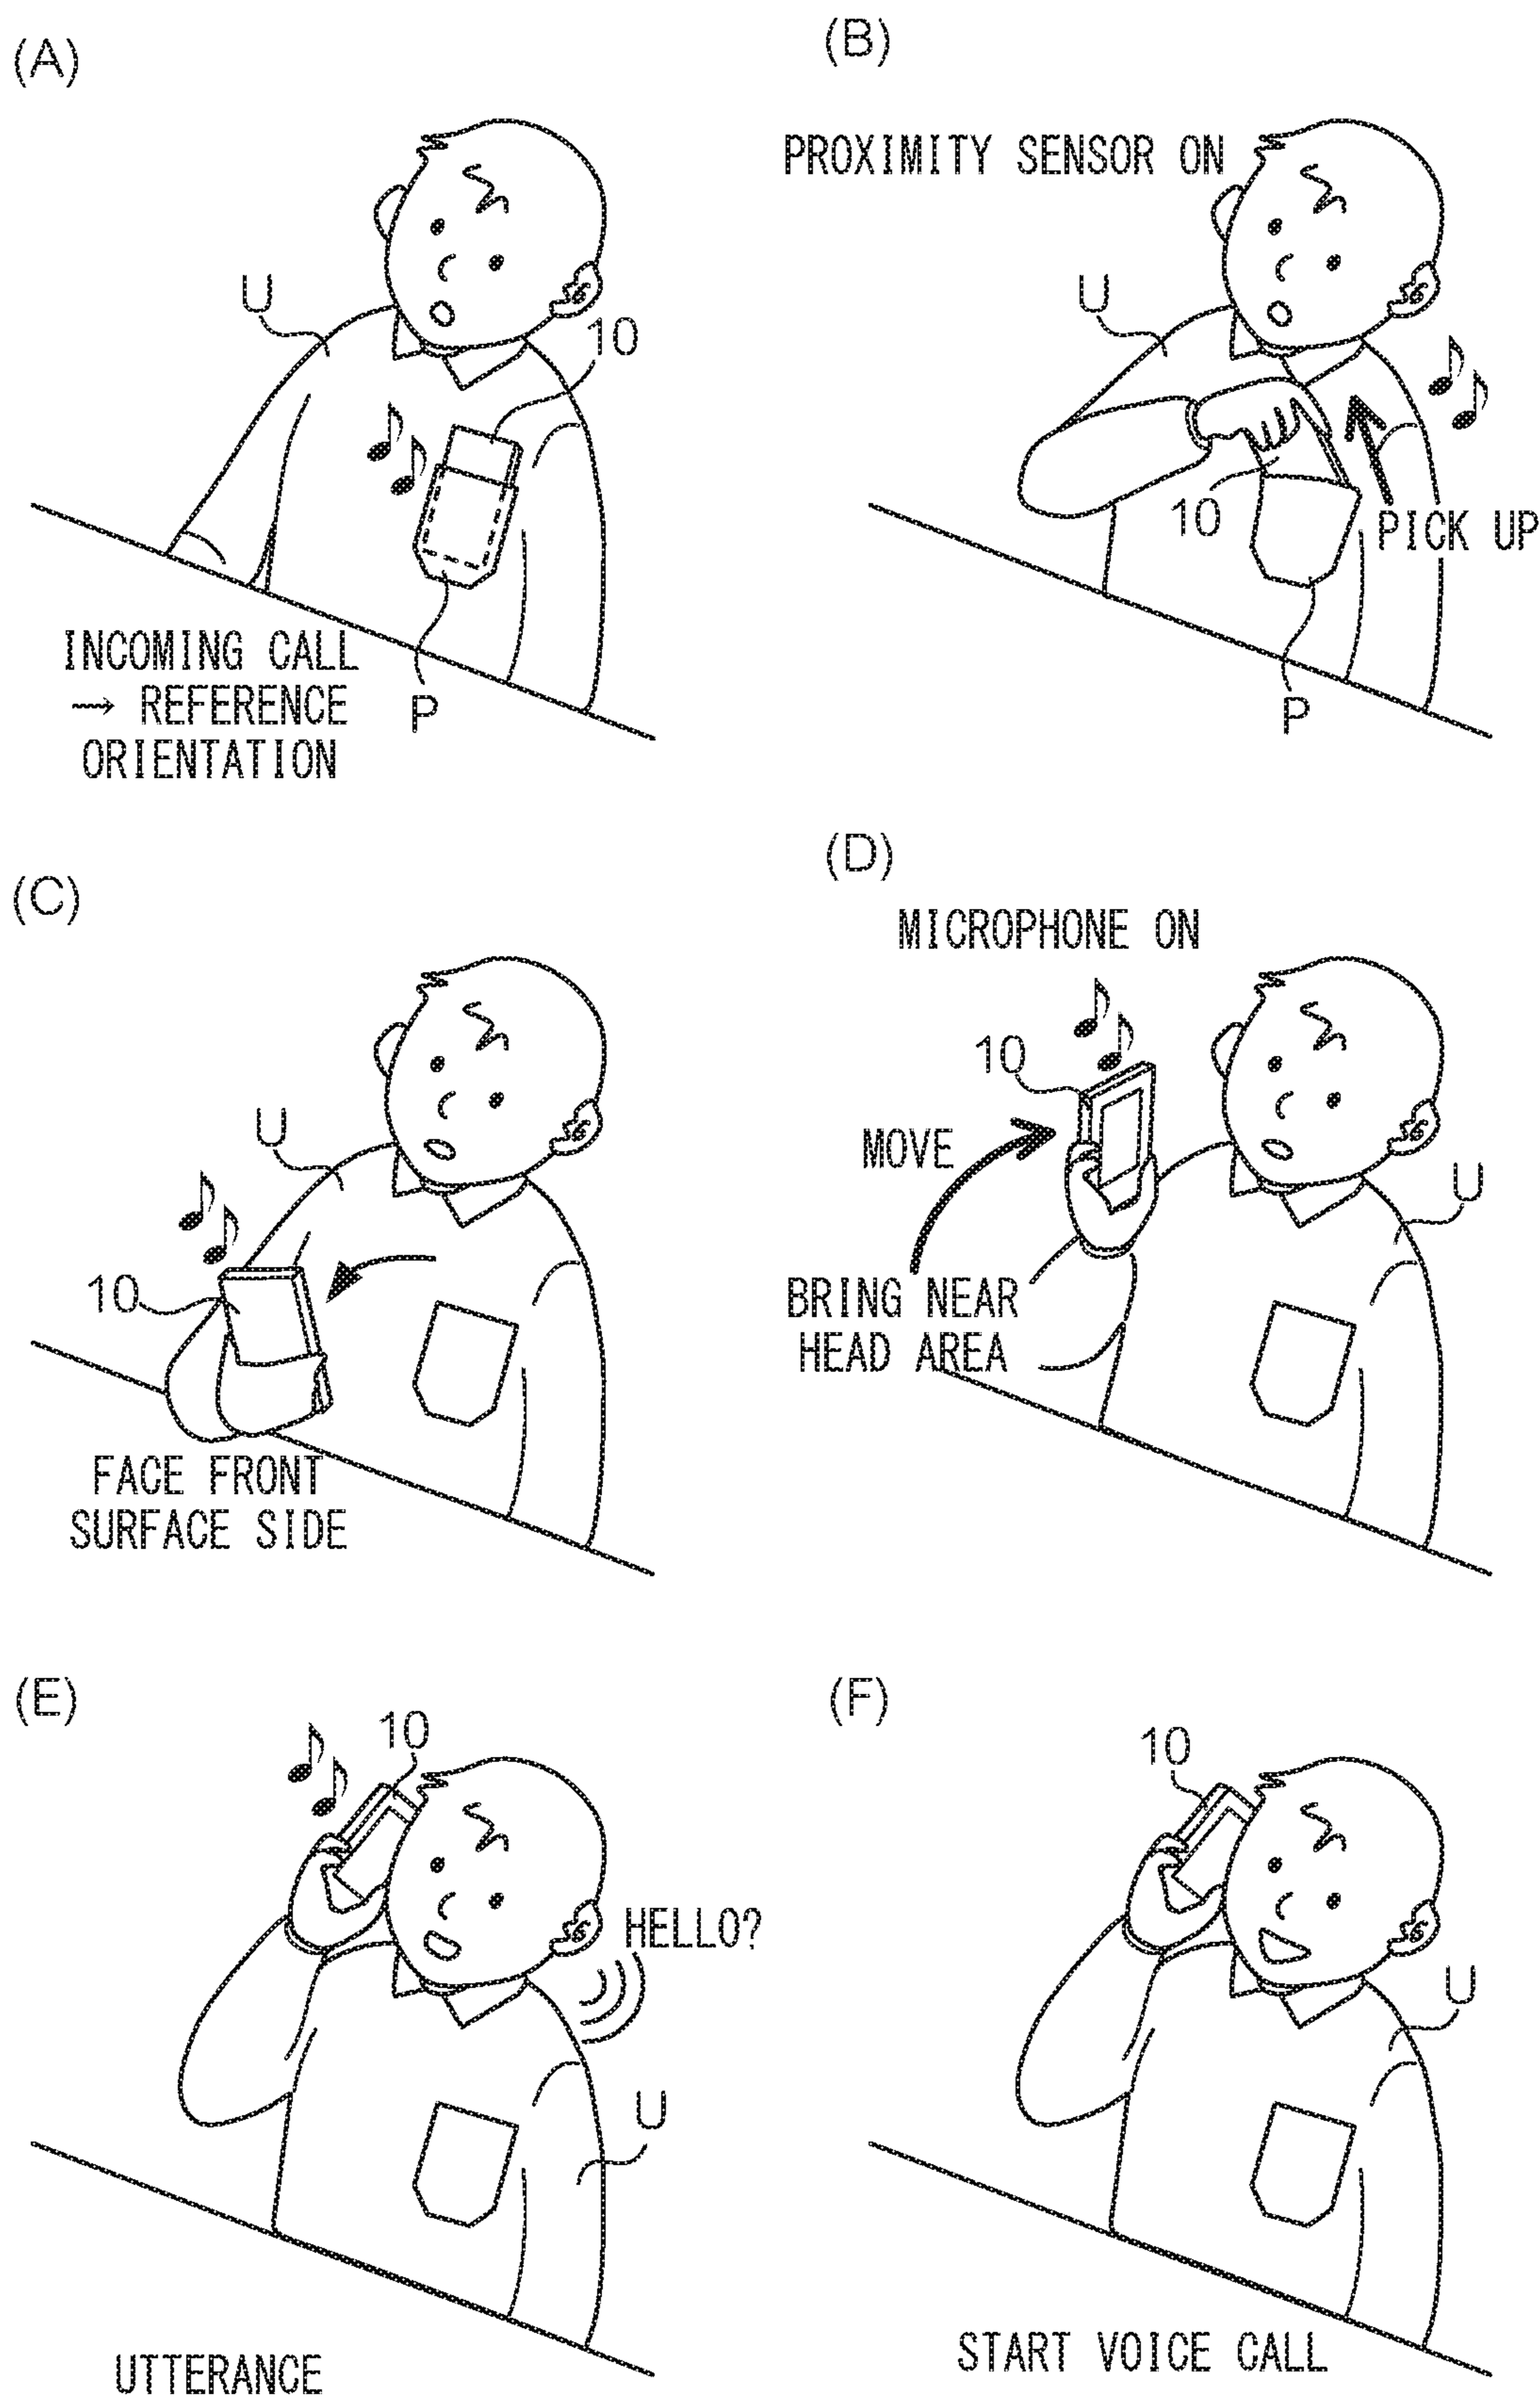 (A)
U
10
P
INCOMING CALL
→ REFERENCE
ORIENTATION
(B)
PROXIMITY SENSOR ON
U
10
PICK UP
P
(C)
U
10
FACE FRONT
SURFACE SIDE
(D)
MICROPHONE ON
10
MOVE
U
BRING NEAR
HEAD AREA
(E)
10
HELLO?
U
UTTERANCE
(F)
10
U
START VOICE CALL